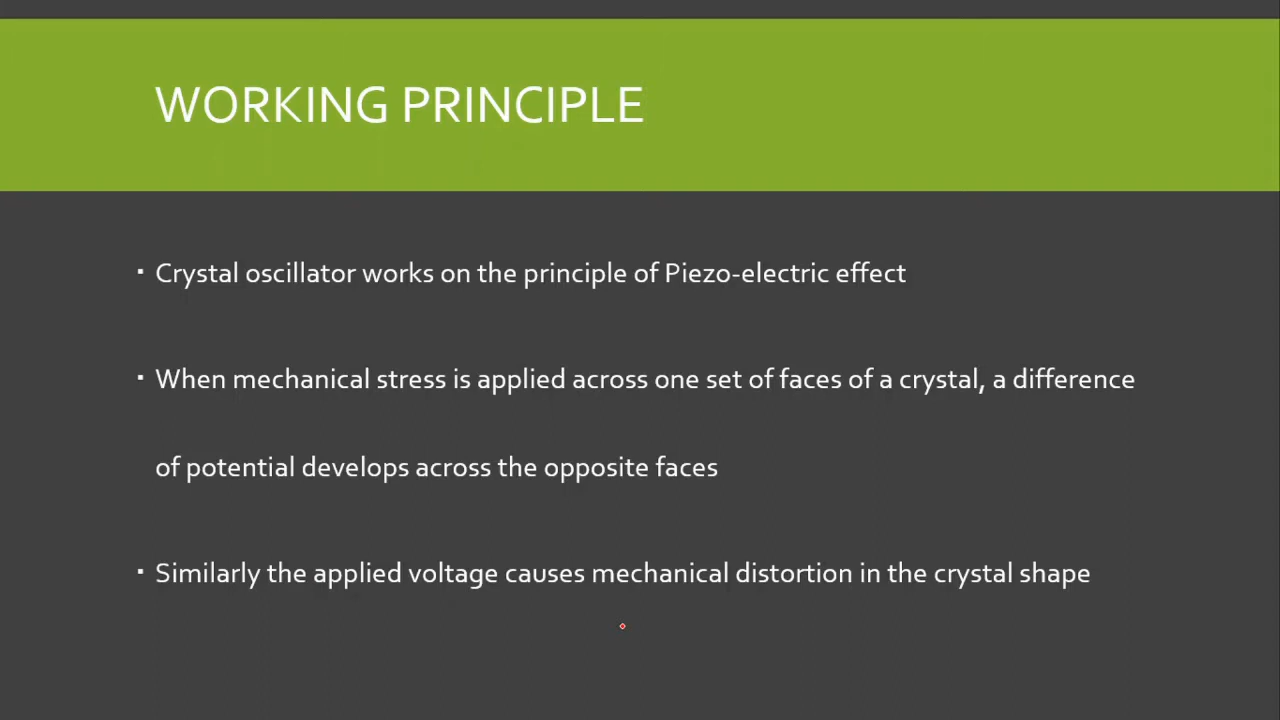 WORKING PRINCIPLE
▪ Crystal oscillator works on the principle of Piezo-electric effect
▪ When mechanical stress is applied across one set of faces of a crystal, a difference
of potential develops across the opposite faces
▪ Similarly the applied voltage causes mechanical distortion in the crystal shape